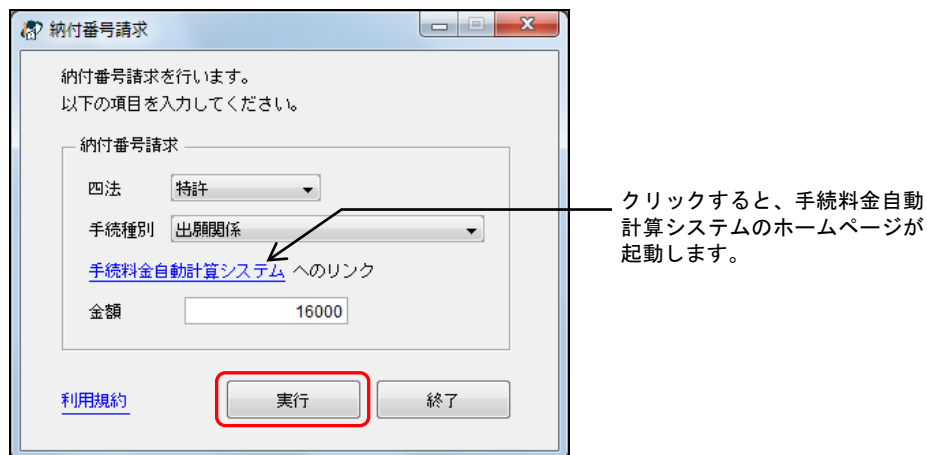 納付番号請求
納付番号請求を行います。
以下の項目を入力してください。
納付番号請求
四法 特許
手続種別 出願関係
手続料金自動計算システム へのリンク
金額 16000
利用規約 実行 終了
クリックすると、手続料金自動
計算システムのホームページが
起動します。